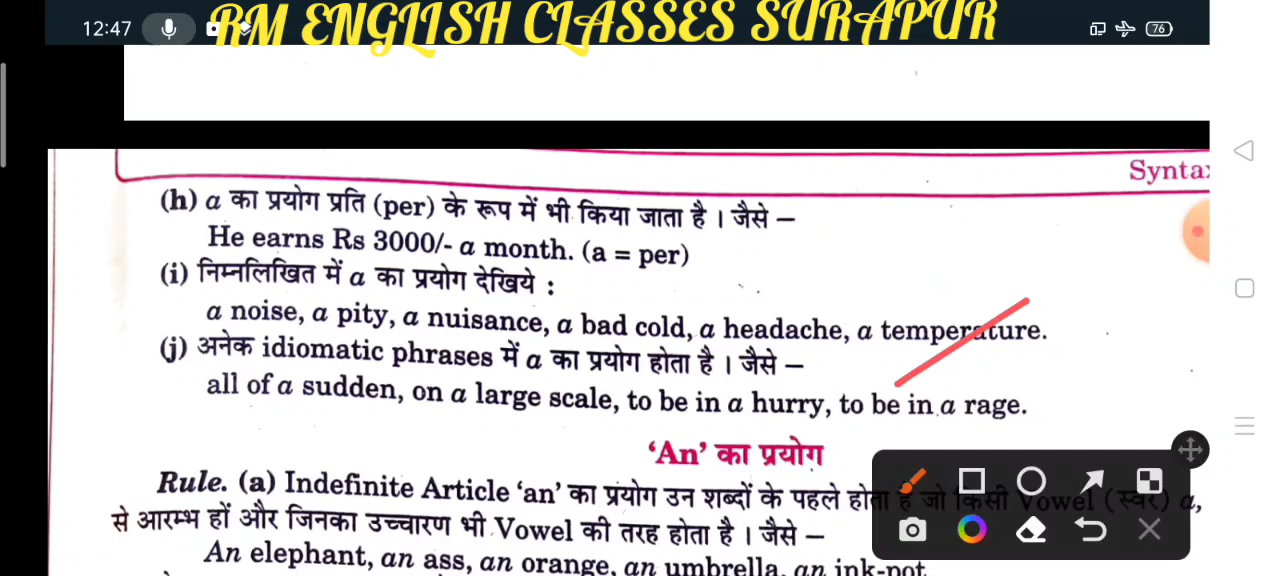 12:47
RM ENGLISH CLASSES SURAPUR
76
Syntax
(h) a का प्रयोग प्रति (per) के रूप में भी किया जाता है । जैसे –
He earns Rs 3000/- a month. (a = per)
(i) निम्नलिखित में a का प्रयोग देखिये :
a noise, a pity, a nuisance, a bad cold, a headache, a temperature.
(j) अनेक idiomatic phrases में a का प्रयोग होता है । जैसे –
all of a sudden, on a large scale, to be in a hurry, to be in a rage.
‘An’ का प्रयोग
Rule. (a) Indefinite Article ‘an’ का प्रयोग उन शब्दों के पहले होता है जो किसी Vowel (स्वर) a,
से आरम्भ हों और जिनका उच्चारण भी Vowel की तरह होता है । जैसे –
An elephant, an ass, an orange, an umbrella, an ink-pot